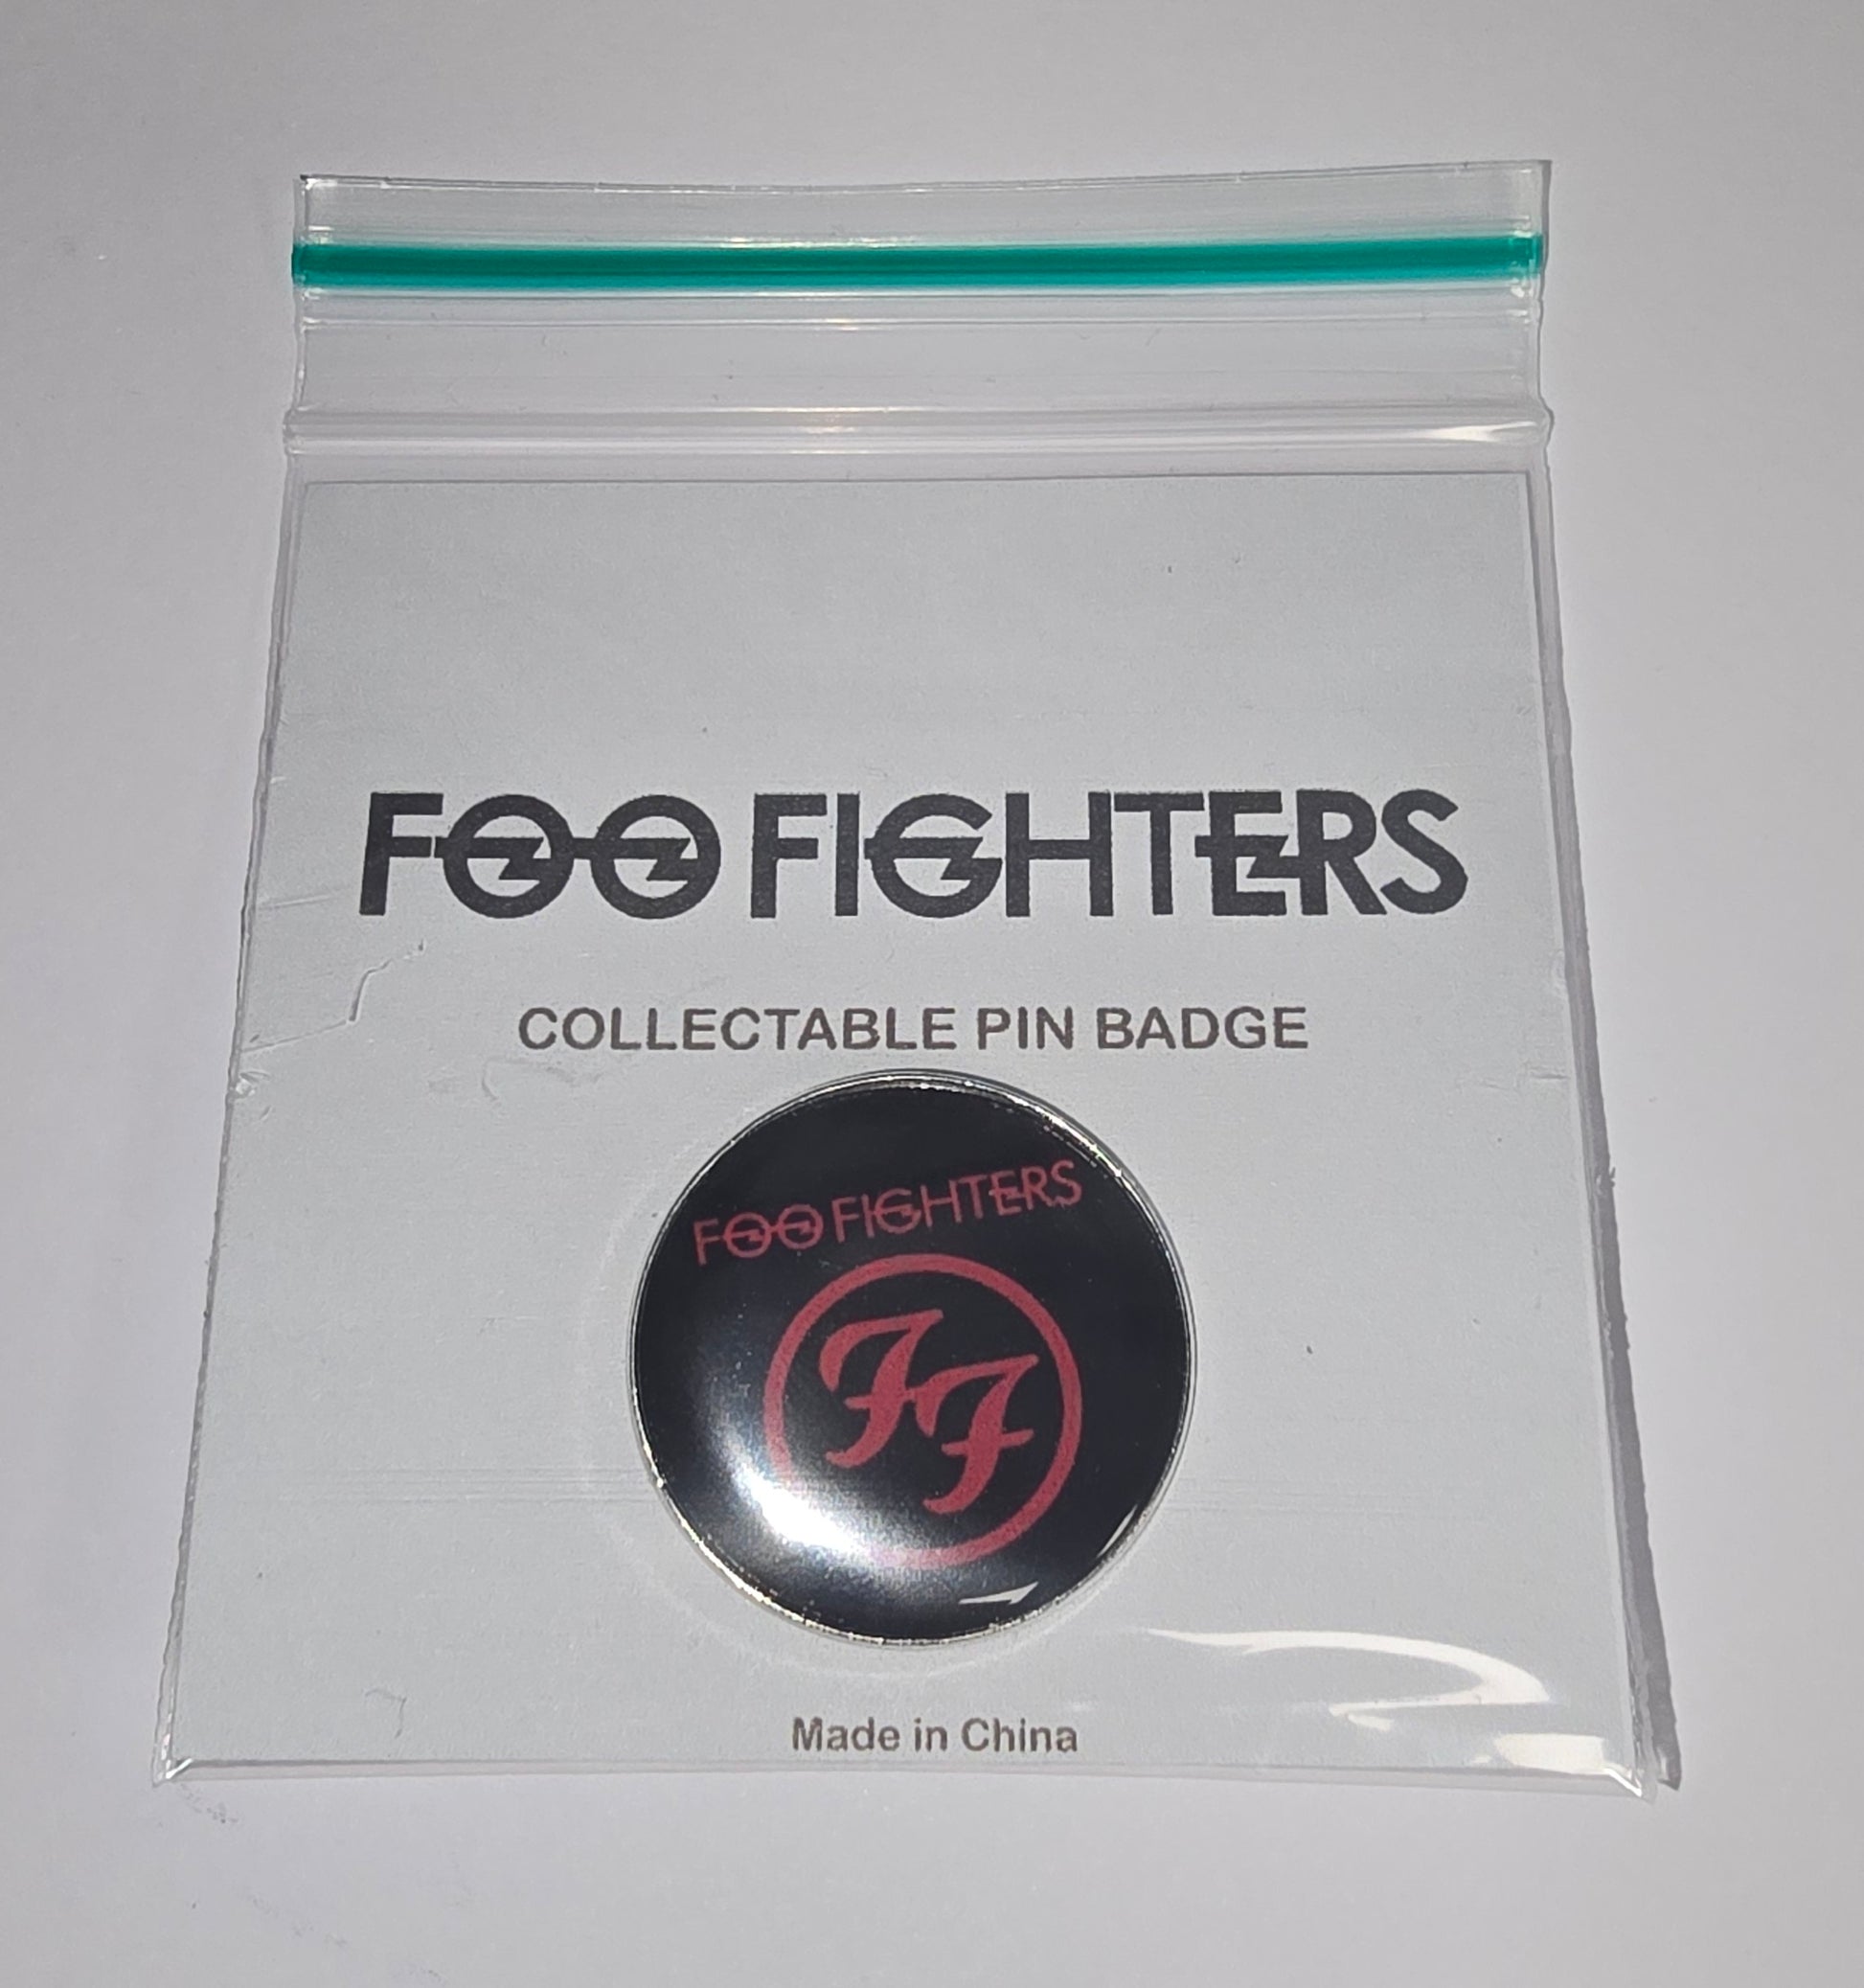 FOO FIGHTERS
COLLECTABLE PIN BADGE
FOO FIGHTERS
FF
Made in China